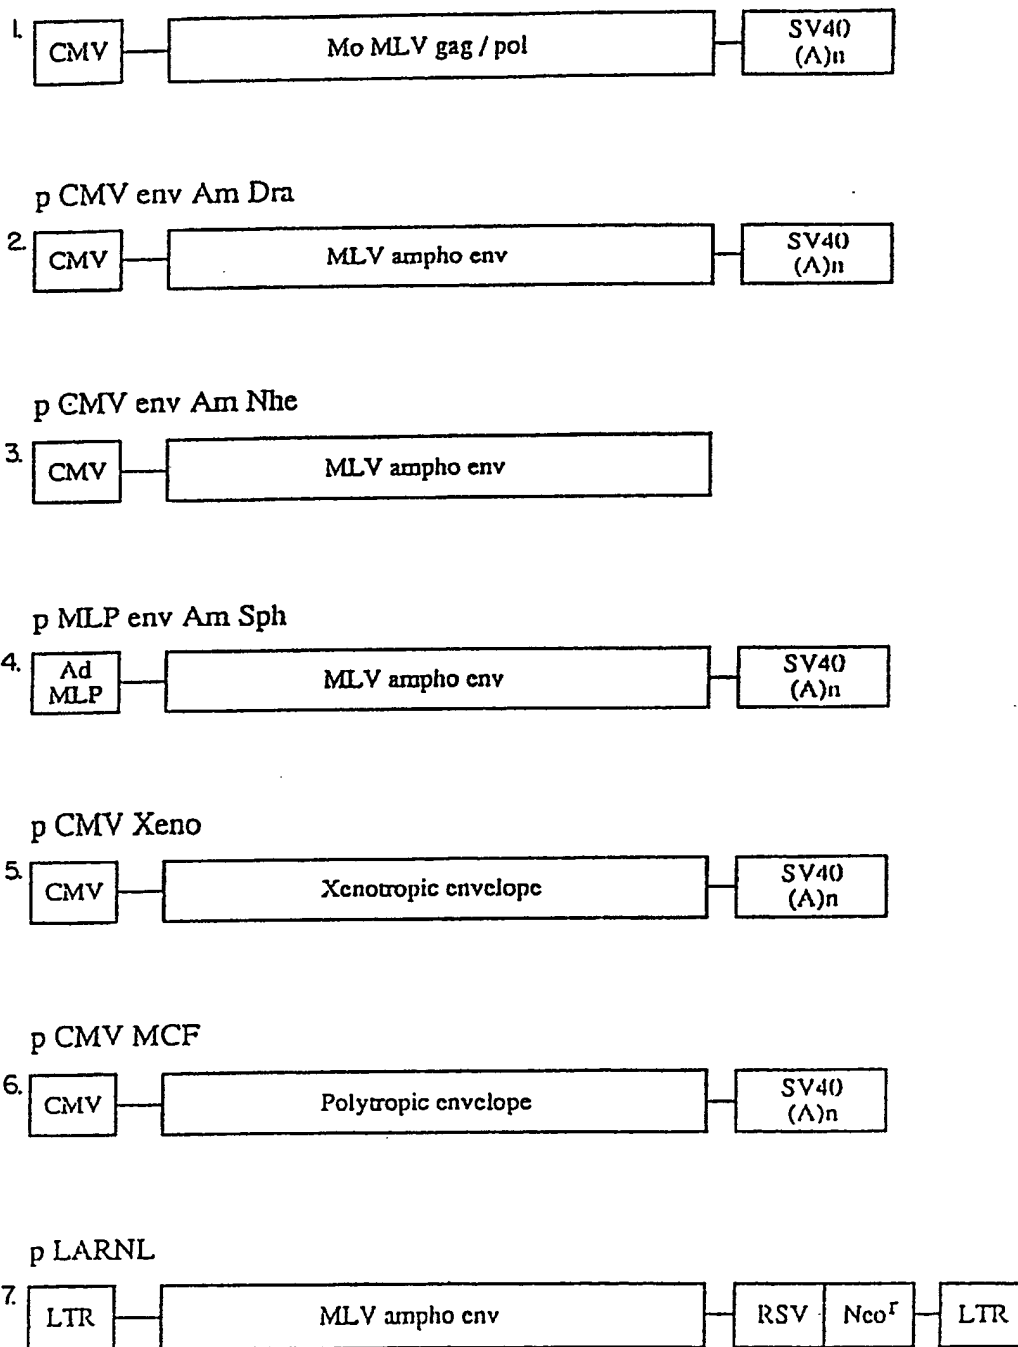 1.
CMV
Mo MLV gag / pol
SV40
(A)n
p CMV env Am Dra
2.
CMV
MLV ampho env
SV40
(A)n
p CMV env Am Nhe
3.
CMV
MLV ampho env
p MLP env Am Sph
4.
Ad
MLP
MLV ampho env
SV40
(A)n
p CMV Xeno
5.
CMV
Xenotropic envelope
SV40
(A)n
p CMV MCF
6.
CMV
Polytropic envelope
SV40
(A)n
p LARNL
7.
LTR
MLV ampho env
RSV
Neo^r
LTR